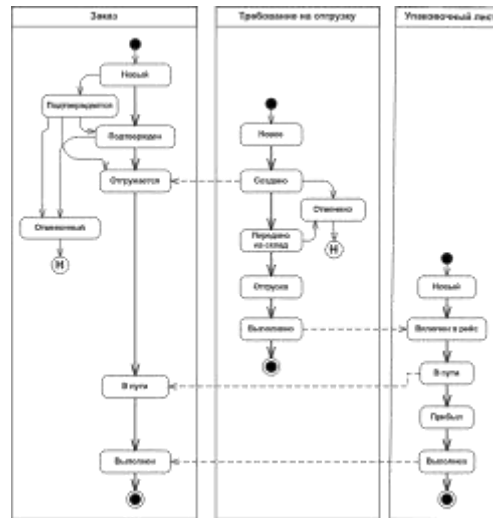 Заказ
Требование на отгрузку
Упаковочный лист
Новый
Подтверждается
Подтвержден
Отгружается
Отмененный
Н
В пути
Выполнен
Новое
Создано
Отменено
Н
Передано
на склад
Отгрузка
Выполнено
Новый
Включен в рейс
В пути
Прибыл
Выполнен